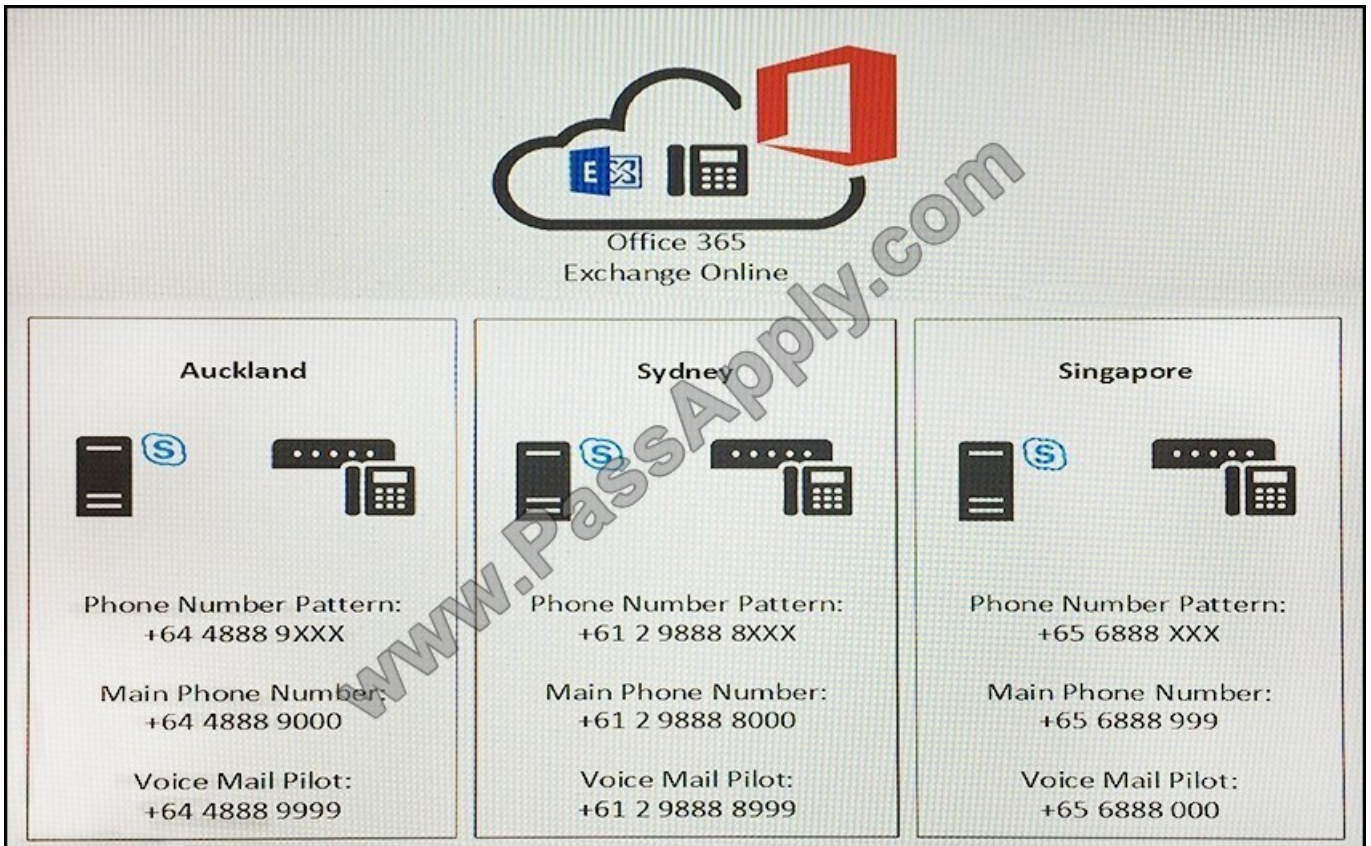 Office 365
Exchange Online
Auckland
Phone Number Pattern:
+64 4888 9XXX
Main Phone Number:
+64 4888 9000
Voice Mail Pilot:
+64 4888 9999
Sydney
Phone Number Pattern:
+61 2 9888 8XXX
Main Phone Number:
+61 2 9888 8000
Voice Mail Pilot:
+61 2 9888 8999
Singapore
Phone Number Pattern:
+65 6888 XXX
Main Phone Number:
+65 6888 999
Voice Mail Pilot:
+65 6888 000
E
S
S
S
www.PassApply.com